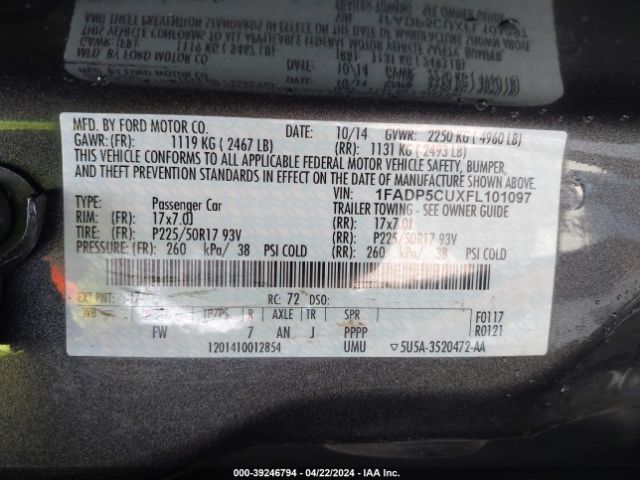 MFD. BY FORD MOTOR CO. DATE: 10/14 GVWR: 2250 KG ( 4960 LB)
GAWR: (FR): 1119 KG ( 2467 LB) (RR): 1131 KG ( 2493 LB)
THIS VEHICLE CONFORMS TO ALL APPLICABLE FEDERAL MOTOR VEHICLE SAFETY, BUMPER,
AND THEFT PREVENTION STANDARDS IN EFFECT ON THE DATE OF MANUFACTURE SHOWN ABOVE.
VIN: 1FADP5CUXFL101097
TYPE: Passenger Car TRAILER TOWING - SEE OWNER GUIDE
RIM: (FR): 17x7.0J (RR): 17x7.0J
TIRE: (FR): P225/50R17 93V (RR): P225/50R17 93V
PRESSURE: (FR): 260 kPa/ 38 PSI COLD (RR): 260 kPa/ 38 PSI COLD
EXT PNT: RC: 72 DSO:
WB TP/PS R AXLE TR SPR F0117
FW 7 AN J PPPP R0121
1201410012854 UMU 5U5A-3520472-AA
000-39246794 - 04/22/2024 - IAA Inc.